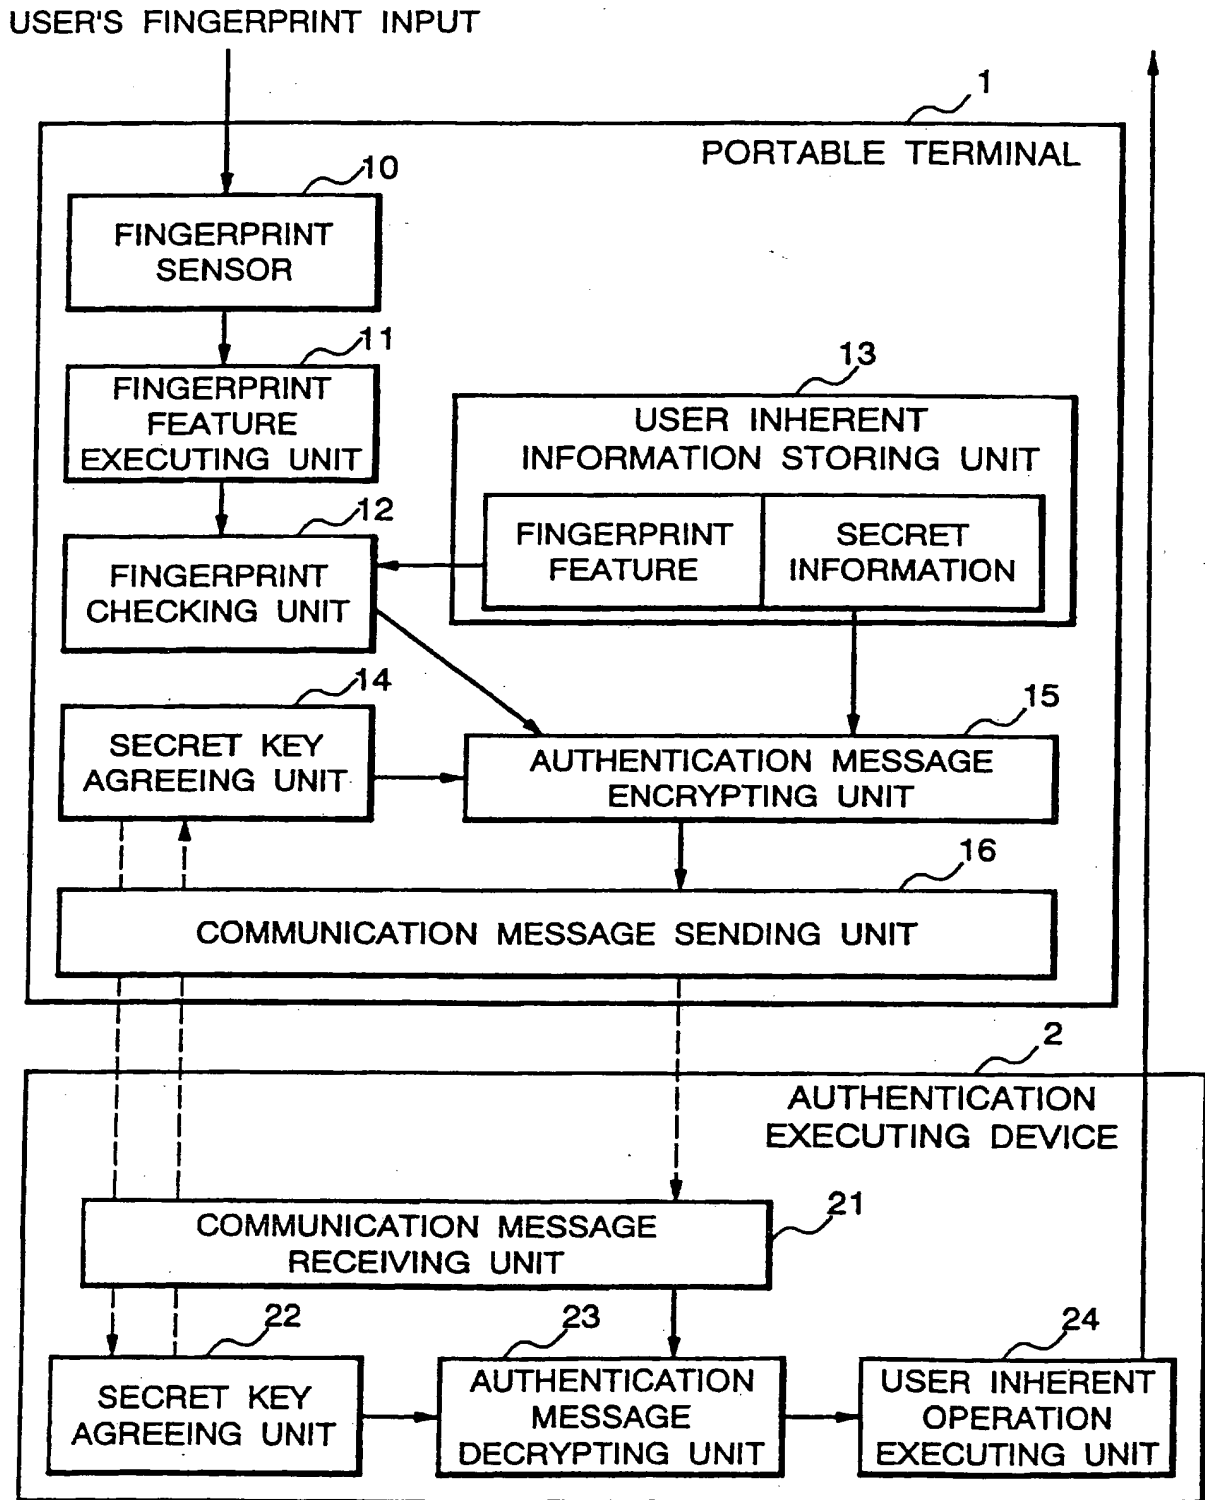 USER'S FINGERPRINT INPUT
1
PORTABLE TERMINAL
10
FINGERPRINT
SENSOR
11
FINGERPRINT
FEATURE
EXECUTING UNIT
13
USER INHERENT
INFORMATION STORING UNIT
FINGERPRINT
FEATURE
SECRET
INFORMATION
12
FINGERPRINT
CHECKING UNIT
14
SECRET KEY
AGREEING UNIT
15
AUTHENTICATION MESSAGE
ENCRYPTING UNIT
16
COMMUNICATION MESSAGE SENDING UNIT
2
AUTHENTICATION
EXECUTING DEVICE
21
COMMUNICATION MESSAGE
RECEIVING UNIT
22
SECRET KEY
AGREEING UNIT
23
AUTHENTICATION
MESSAGE
DECRYPTING UNIT
24
USER INHERENT
OPERATION
EXECUTING UNIT